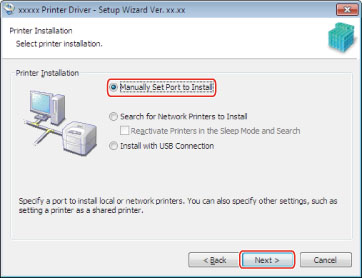 xxxxx Printer Driver - Setup Wizard Ver. xx.xx
Printer Installation
Select printer installation.
Printer Installation
Manually Set Port to Install
Search for Network Printers to Install
Reactivate Printers in the Sleep Mode and Search
Install with USB Connection
Specify a port to install local or network printers. You can also specify other settings, such as
setting a printer as a shared printer.
< Back Next > Cancel